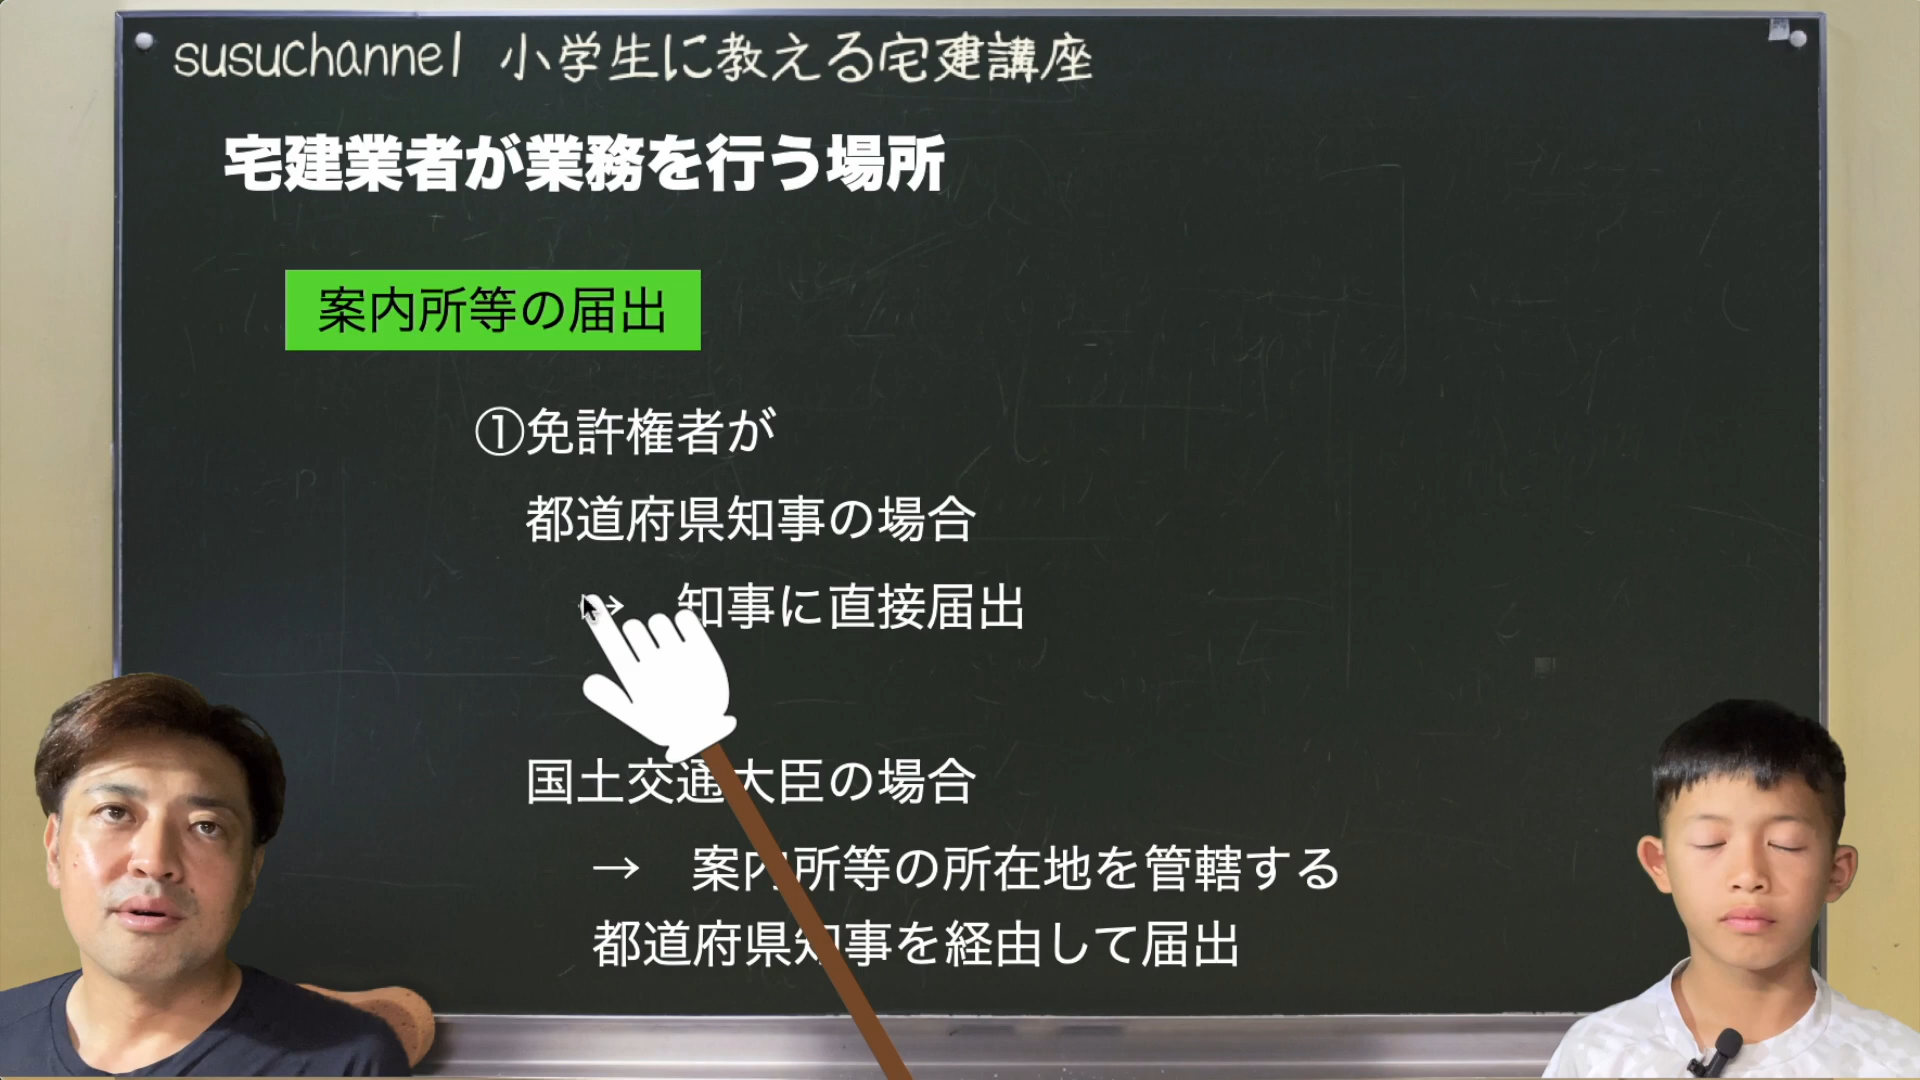 susuchannel 小学生に教える宅建講座
宅建業者が業務を行う場所
案内所等の届出
①免許権者が
都道府県知事の場合
→ 知事に直接届出
国土交通大臣の場合
→ 案内所等の所在地を管轄する
都道府県知事を経由して届出